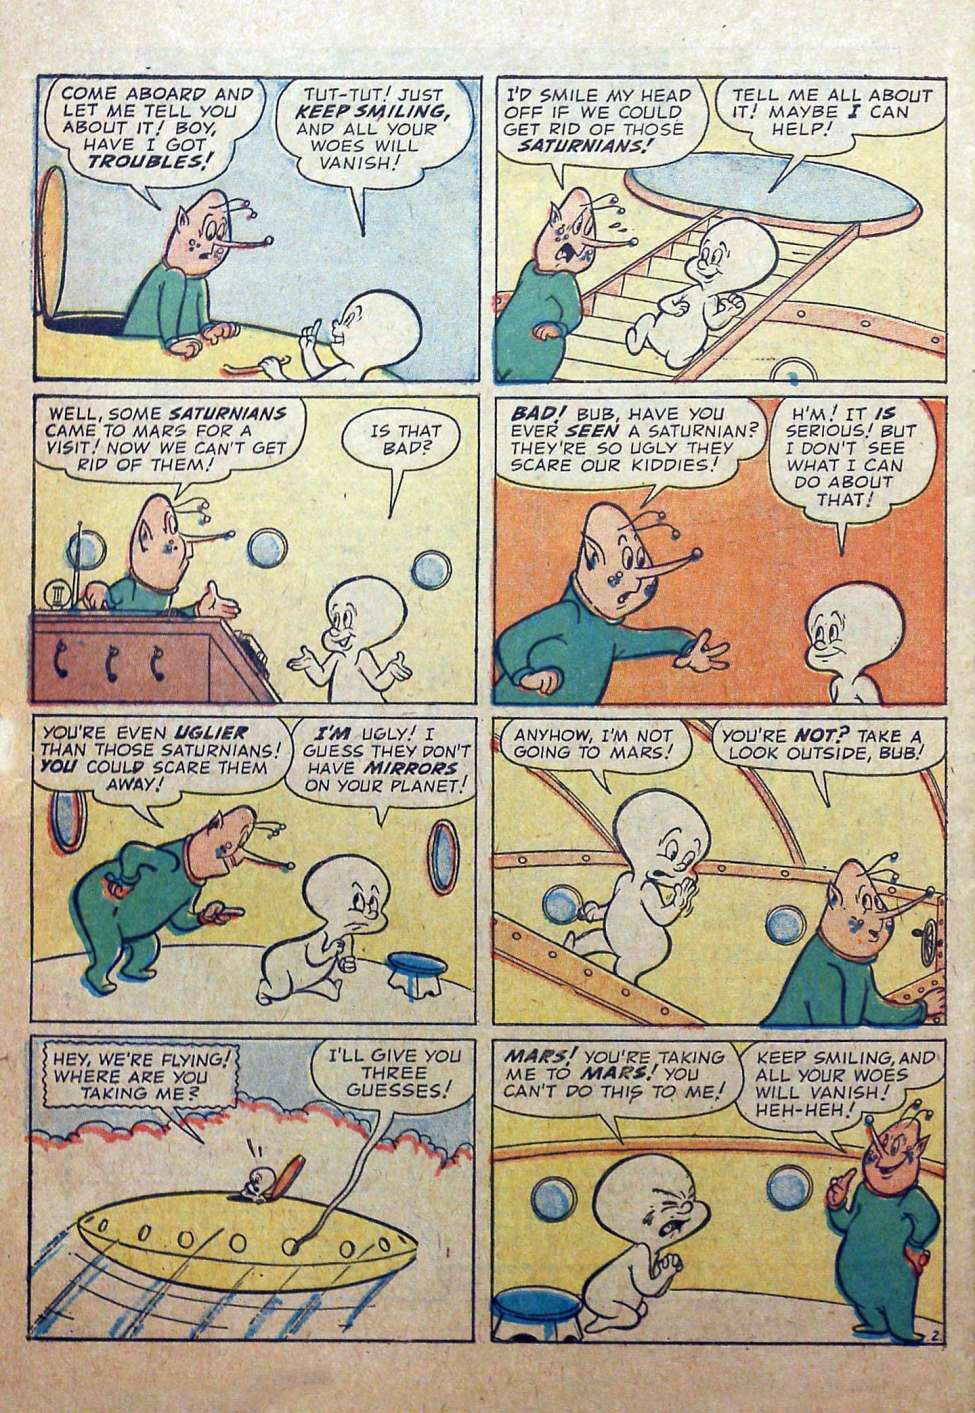 COME ABOARD AND
LET ME TELL YOU
ABOUT IT! BOY,
HAVE I GOT
TROUBLES!
TUT-TUT! JUST
KEEP SMILING,
AND ALL YOUR
WOES WILL
VANISH!
I'D SMILE MY HEAD
OFF IF WE COULD
GET RID OF THOSE
SATURNIANS!
TELL ME ALL ABOUT
IT! MAYBE I CAN
HELP!
WELL, SOME SATURNIANS
CAME TO MARS FOR A
VISIT! NOW WE CAN'T GET
RID OF THEM!
IS THAT
BAD?
III
BAD! BUB, HAVE YOU
EVER SEEN A SATURNIAN?
THEY'RE SO UGLY THEY
SCARE OUR KIDDIES!
H'M! IT IS
SERIOUS! BUT
I DON'T SEE
WHAT I CAN
DO ABOUT
THAT!
YOU'RE EVEN UGLIER
THAN THOSE SATURNIANS!
YOU COULD SCARE THEM
AWAY!
I'M UGLY! I
GUESS THEY DON'T
HAVE MIRRORS
ON YOUR PLANET!
ANYHOW, I'M NOT
GOING TO MARS!
YOU'RE NOT? TAKE A
LOOK OUTSIDE, BUB!
HEY, WE'RE FLYING!
WHERE ARE YOU
TAKING ME?
I'LL GIVE YOU
THREE
GUESSES!
!!
MARS! YOU'RE TAKING
ME TO MARS! YOU
CAN'T DO THIS TO ME!
KEEP SMILING, AND
ALL YOUR WOES
WILL VANISH!
HEH-HEH!
2